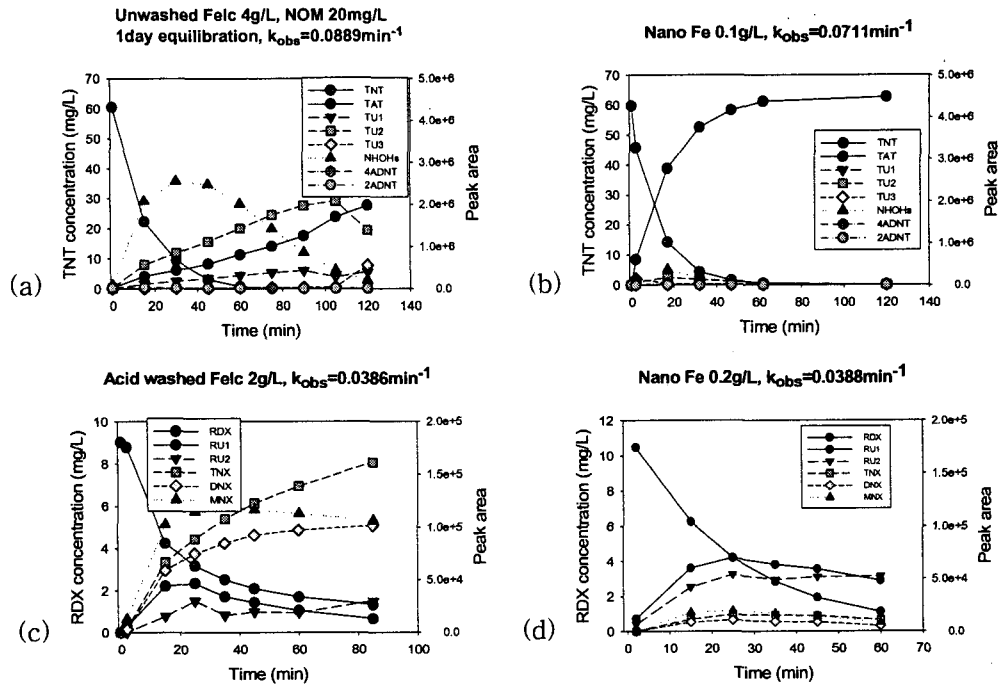 Unwashed FeIc 4g/L, NOM 20mg/L
1day equilibration, kobs=0.0889min-1
TNT concentration (mg/L)
70
60
50
40
30
20
10
0
TNT
TAT
TU1
TU2
TU3
NHOHs
4ADNT
2ADNT
5.0e+6
4.0e+6
3.0e+6
2.0e+6
1.0e+6
0.0
Peak area
0 20 40 60 80 100 120 140
Time (min)
(a)
Nano Fe 0.1g/L, kobs=0.0711min-1
TNT concentration (mg/L)
70
60
50
40
30
20
10
0
TNT
TAT
TU1
TU2
TU3
NHOHs
4ADNT
2ADNT
5.0e+6
4.0e+6
3.0e+6
2.0e+6
1.0e+6
0.0
Peak area
0 20 40 60 80 100 120 140
Time (min)
(b)
Acid washed FeIc 2g/L, kobs=0.0386min-1
RDX concentration (mg/L)
10
8
6
4
2
0
RDX
RU1
RU2
TNX
DNX
MNX
2.0e+5
1.5e+5
1.0e+5
5.0e+4
0.0
Peak area
0 20 40 60 80 100
Time (min)
(c)
Nano Fe 0.2g/L, kobs=0.0388min-1
RDX concentration (mg/L)
12
10
8
6
4
2
0
RDX
RU1
RU2
TNX
DNX
MNX
2.0e+5
1.5e+5
1.0e+5
5.0e+4
0.0
Peak area
0 10 20 30 40 50 60 70
Time (min)
(d)